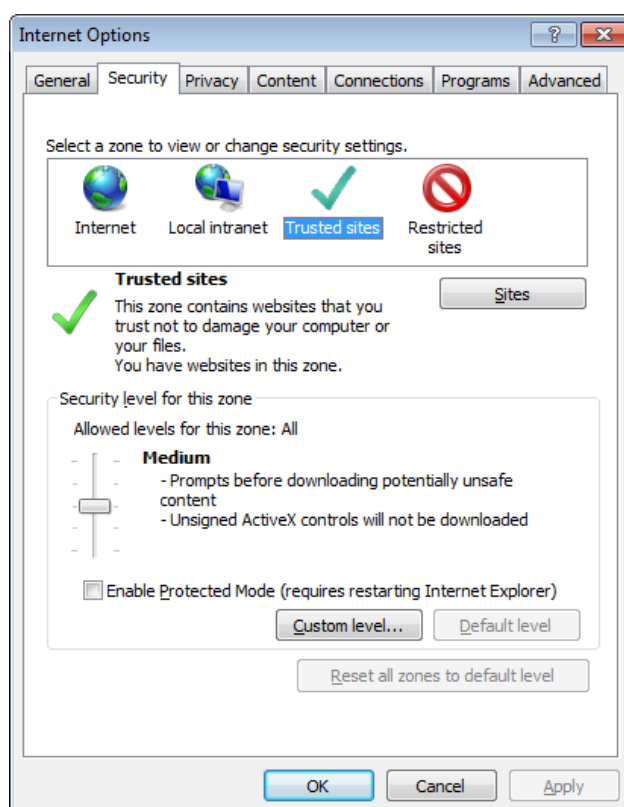 Internet Options
General Security Privacy Content Connections Programs Advanced
Select a zone to view or change security settings.
Internet Local intranet Trusted sites Restricted sites
Trusted sites
Sites
This zone contains websites that you
trust not to damage your computer or
your files.
You have websites in this zone.
Security level for this zone
Allowed levels for this zone: All
Medium
- Prompts before downloading potentially unsafe
content
- Unsigned ActiveX controls will not be downloaded
Enable Protected Mode (requires restarting Internet Explorer)
Custom level... Default level
Reset all zones to default level
OK Cancel Apply